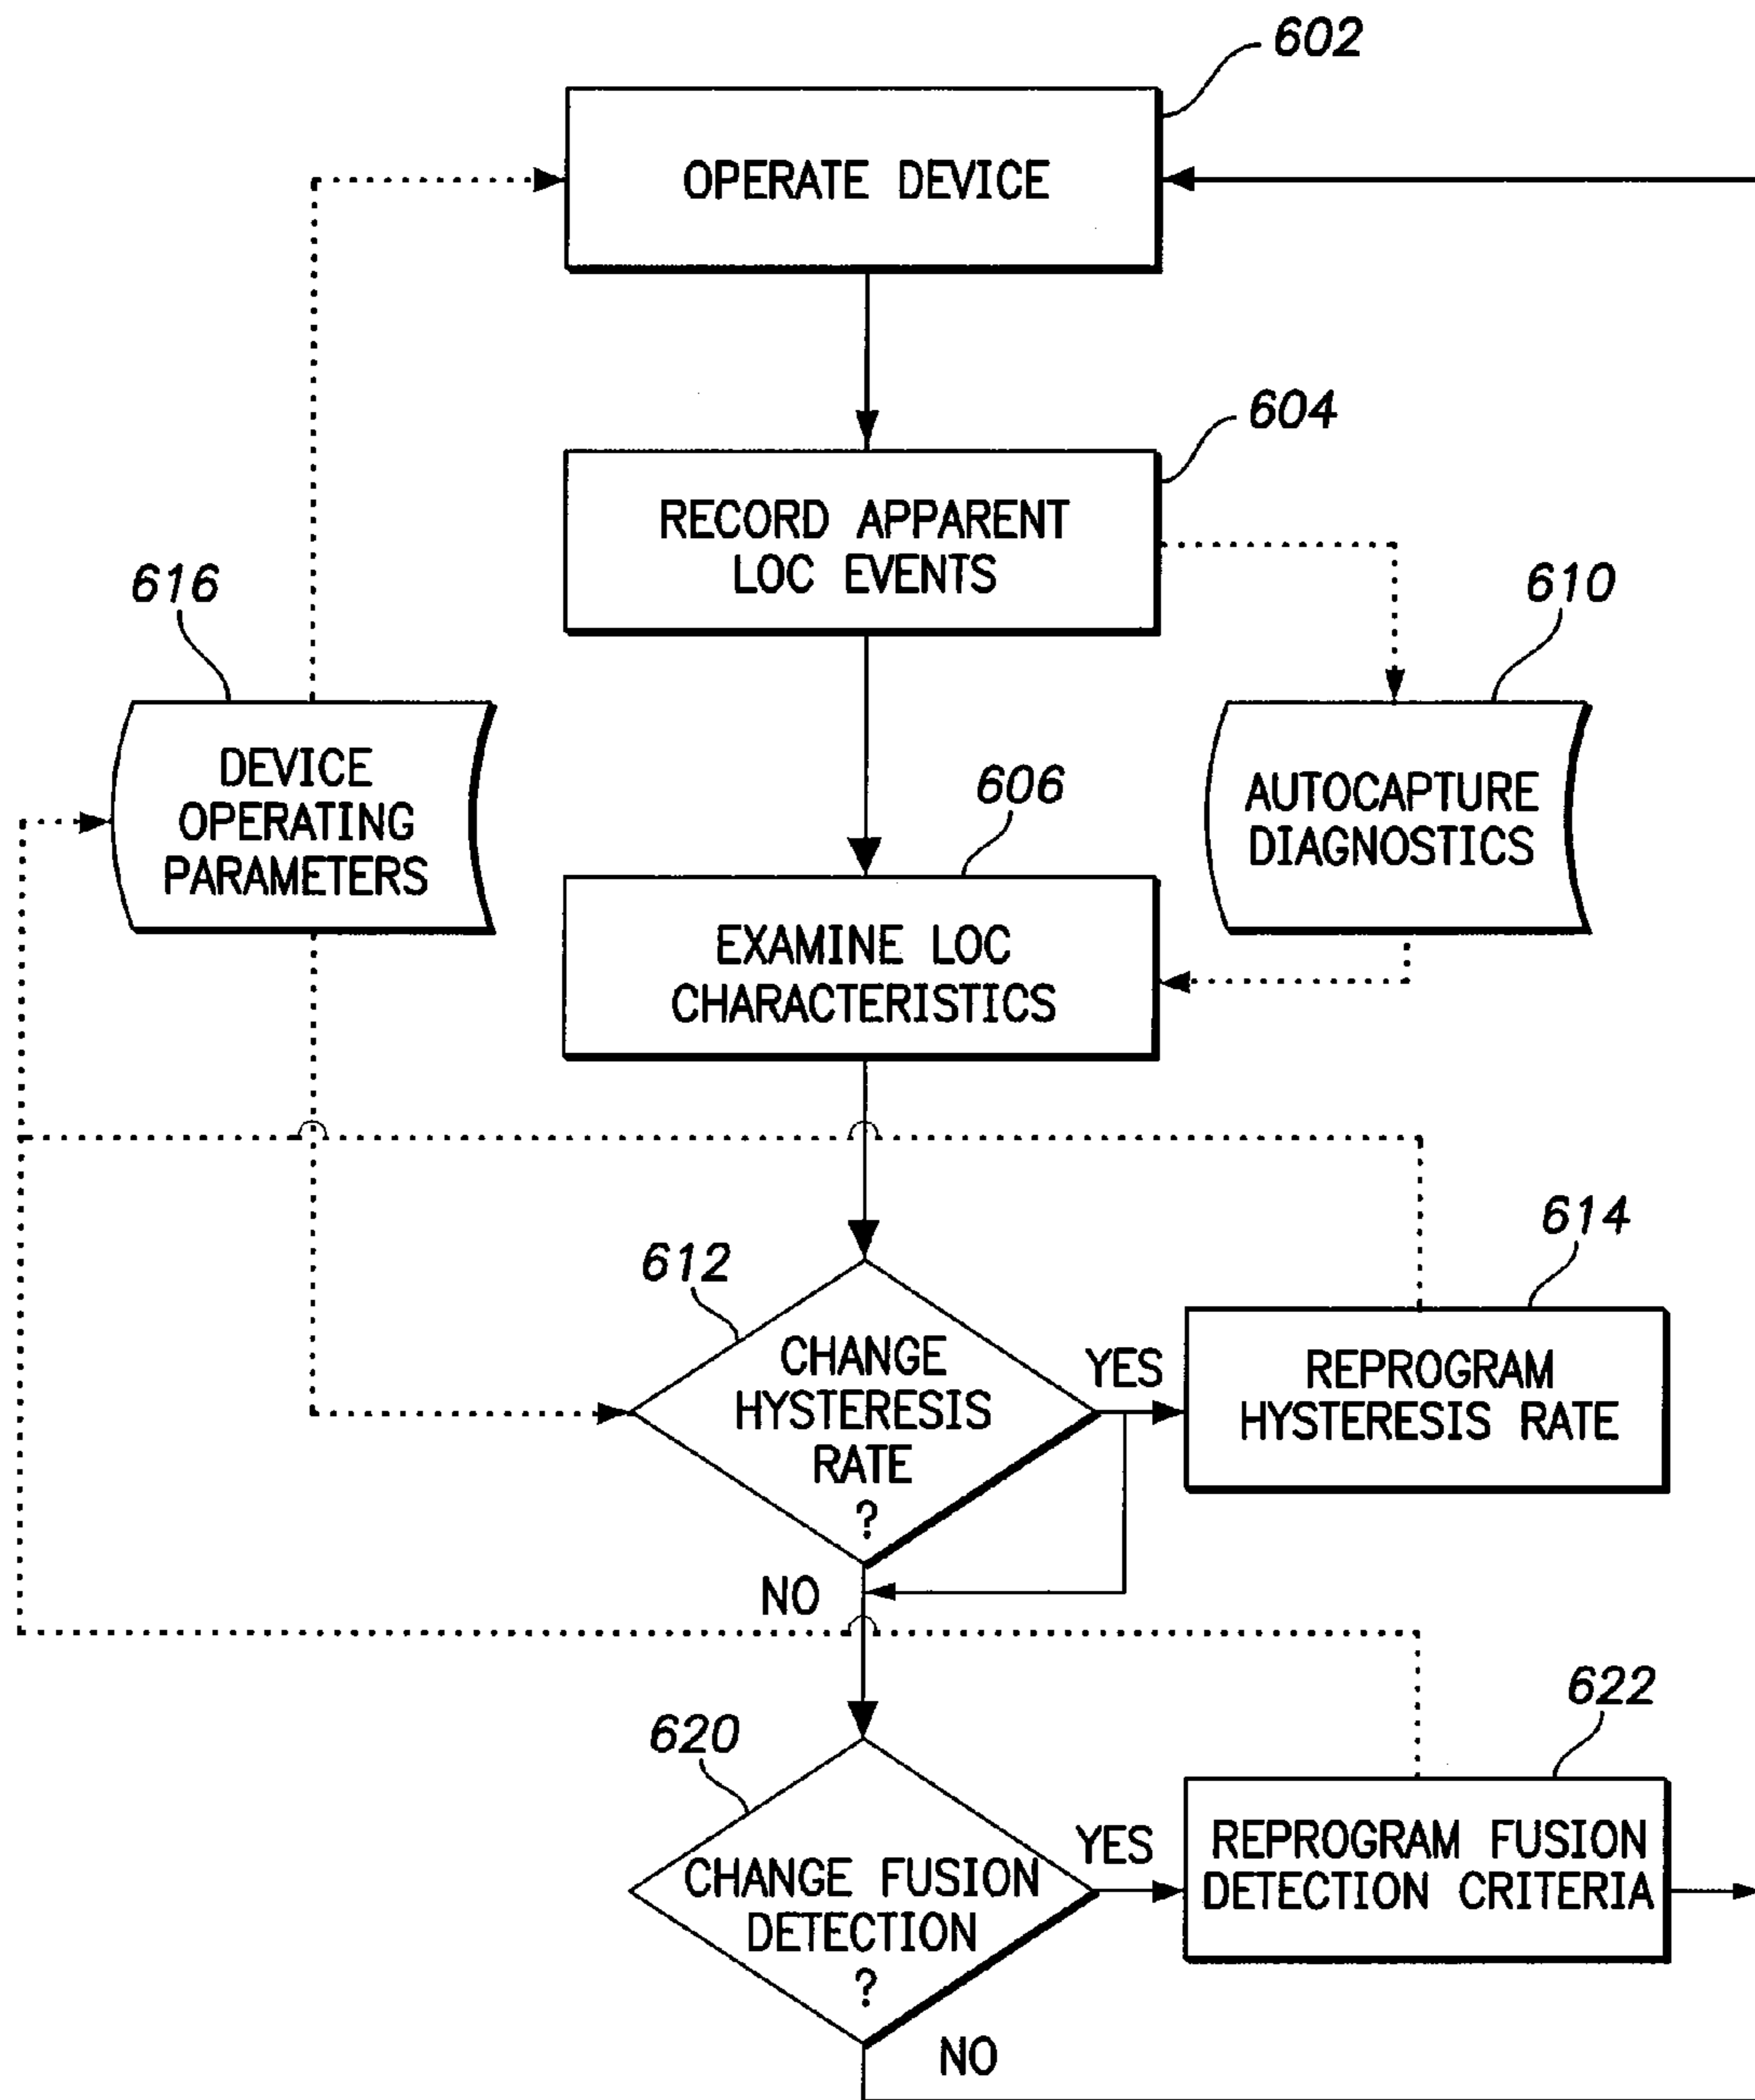 602
OPERATE DEVICE
604
RECORD APPARENT
LOC EVENTS
616
610
DEVICE
OPERATING
PARAMETERS
AUTOCAPTURE
DIAGNOSTICS
606
EXAMINE LOC
CHARACTERISTICS
612
614
CHANGE
HYSTERESIS
RATE
?
YES
REPROGRAM
HYSTERESIS RATE
NO
620
622
CHANGE FUSION
DETECTION
?
YES
REPROGRAM FUSION
DETECTION CRITERIA
NO